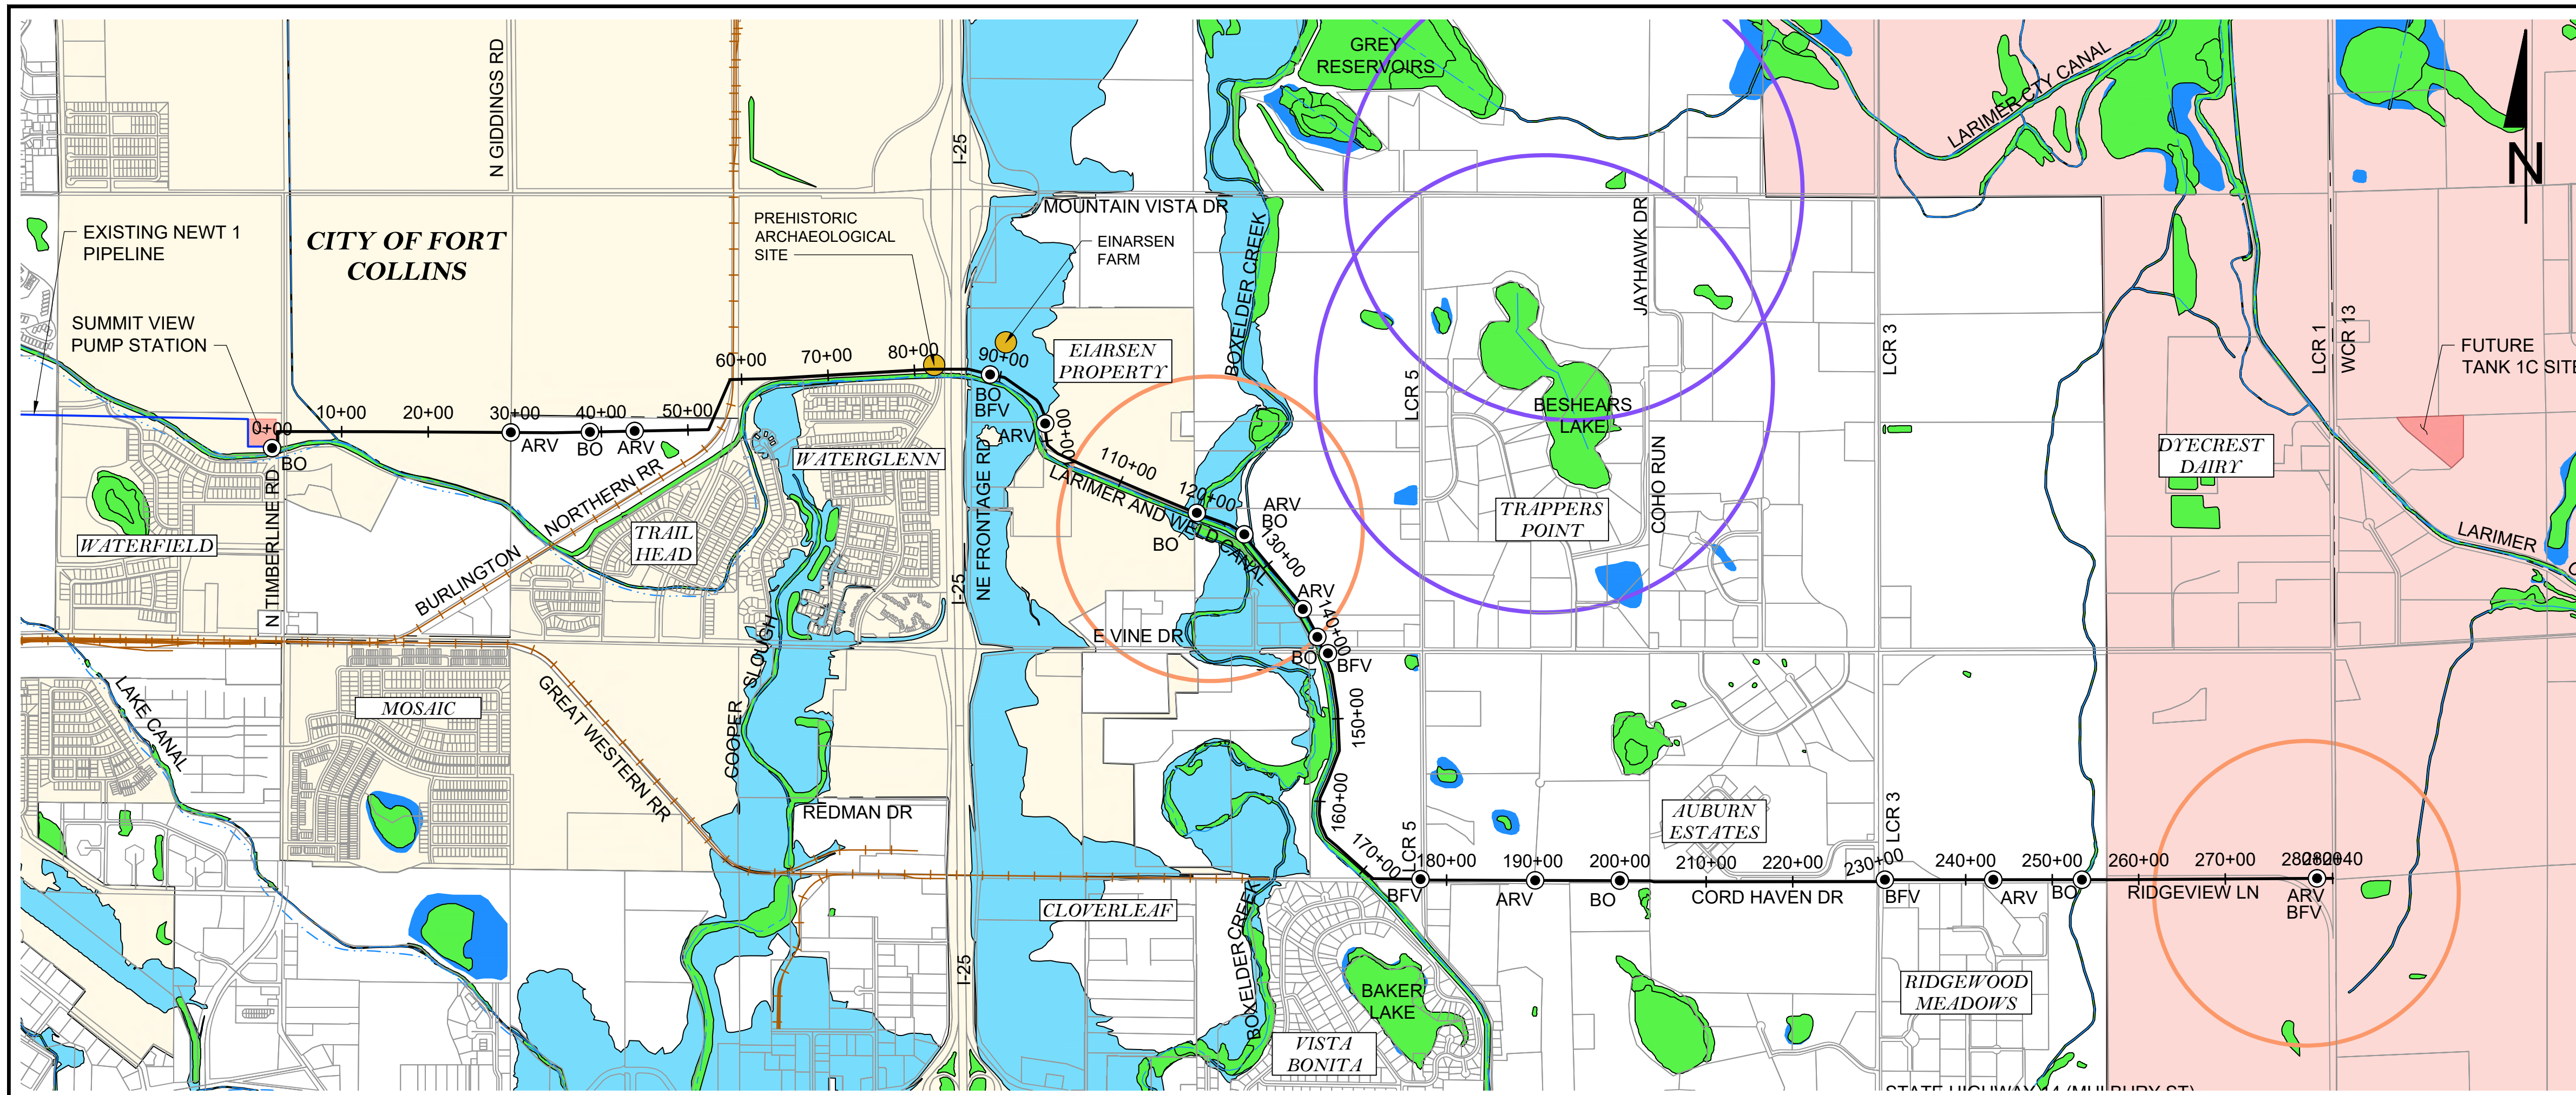 GREY
RESERVOIRS
N GIDDINGS RD
I-25
LARIMER CTY CANAL
N
MOUNTAIN VISTA DR
PREHISTORIC
ARCHAEOLOGICAL
SITE
EINARSEN
FARM
EXISTING NEWT 1
PIPELINE
CITY OF FORT
COLLINS
BOXELDER CREEK
JAYHAWK DR
LCR 3
LCR 1
WCR 13
SUMMIT VIEW
PUMP STATION
FUTURE
TANK 1C SITE
EIARSEN
PROPERTY
LCR 5
BESHEARS
LAKE
COHO RUN
DYECREST
DAIRY
0+00
10+00
20+00
30+00
40+00
50+00
60+00
70+00
80+00
90+00
100+00
110+00
120+00
130+00
140+00
150+00
160+00
170+00
180+00
190+00
200+00
210+00
220+00
230+00
240+00
250+00
260+00
270+00
280+00
282+40
BO
ARV
BO
ARV
BO
BFV
ARV
BO
ARV
BO
ARV
BO
BFV
BFV
ARV
BO
BFV
ARV
BO
ARV
BFV
WATERGLENN
NE FRONTAGE RD
LARIMER AND WELD CANAL
TRAPPERS
POINT
LARIMER
WATERFIELD
N TIMBERLINE RD
BURLINGTON NORTHERN RR
TRAIL
HEAD
I-25
E VINE DR
SLOUGH
COOPER
LAKE CANAL
MOSAIC
GREAT WESTERN RR
REDMAN DR
LCR 5
AUBURN
ESTATES
LCR 3
CORD HAVEN DR
RIDGEVIEW LN
CLOVERLEAF
BOXELDER CREEK
I-25
BAKER
LAKE
VISTA
BONITA
RIDGEWOOD
MEADOWS